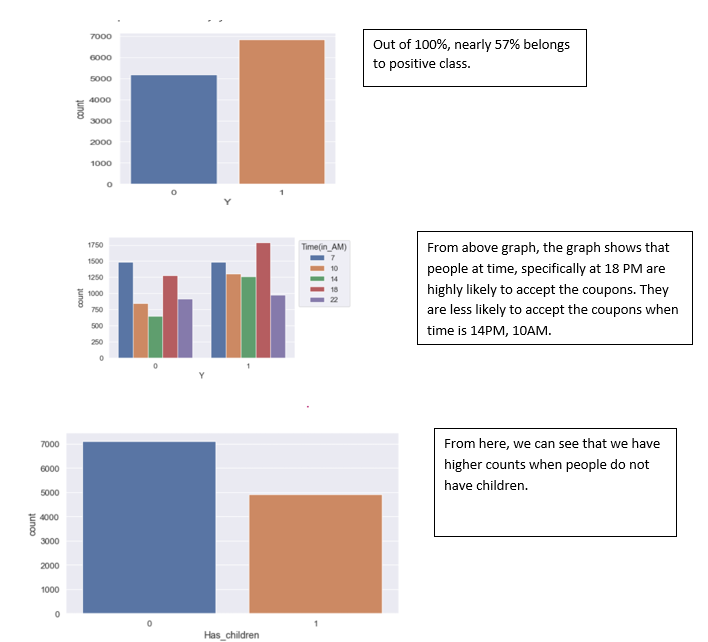 7000
6000
5000
4000
3000
2000
1000
0
count
0 1
Y
Out of 100%, nearly 57% belongs
to positive class.
1750
1500
1250
1000
750
500
250
0
count
0 1
Y
Time(in_AM)
7
10
14
18
22
From above graph, the graph shows that
people at time, specifically at 18 PM are
highly likely to accept the coupons. They
are less likely to accept the coupons when
time is 14PM, 10AM.
7000
6000
5000
4000
3000
2000
1000
0
count
0 1
Has_children
From here, we can see that we have
higher counts when people do not
have children.